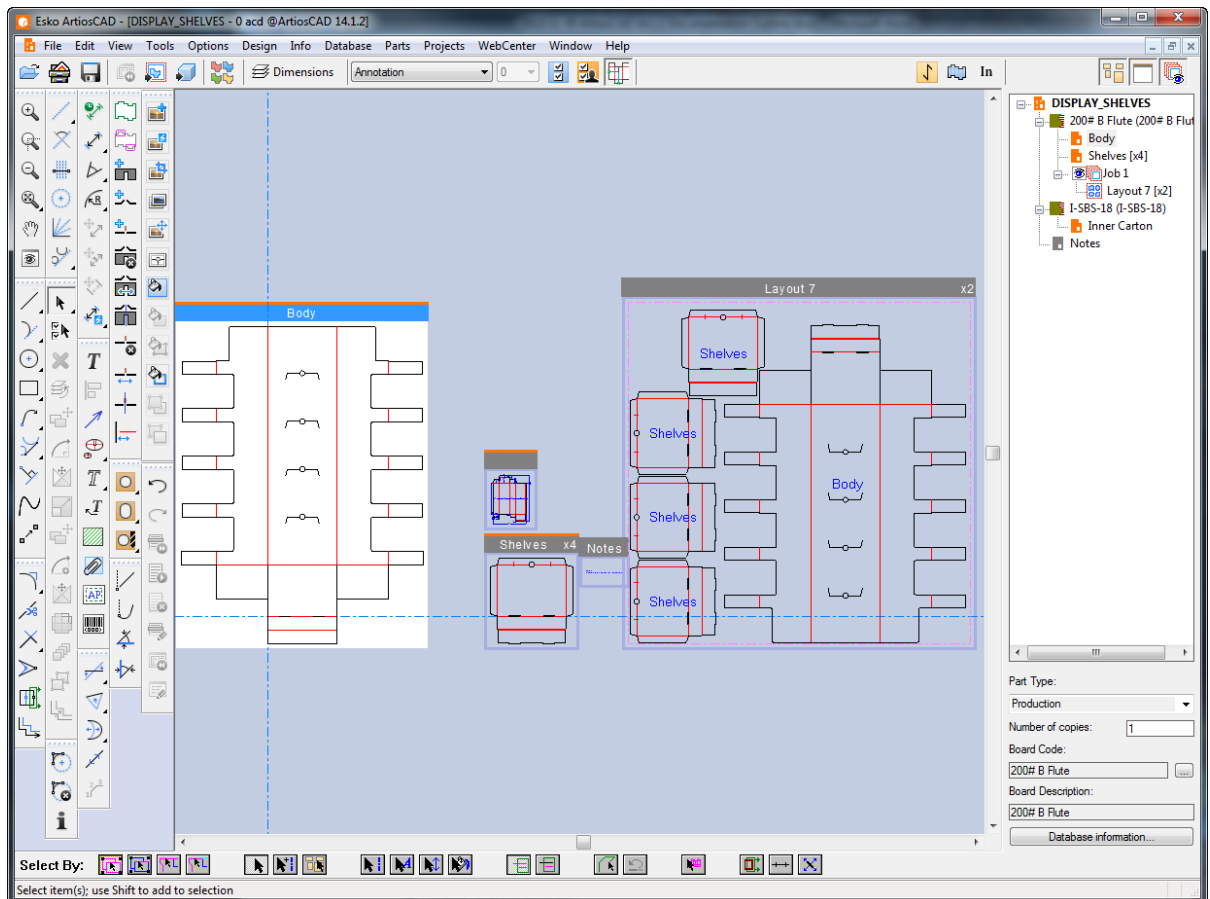 Esko ArtiosCAD - [DISPLAY_SHELVES - 0 acd @ArtiosCAD 14.1.2]
File Edit View Tools Options Design Info Database Parts Projects WebCenter Window Help
Dimensions Annotation 0 In
DISPLAY_SHELVES
200# B Flute (200# B Flut
Body
Shelves [x4]
Job 1
Layout 7 [x2]
I-SBS-18 (I-SBS-18)
Inner Carton
Notes
Layout 7 x2
Body
Shelves
Shelves
Body
Shelves
Shelves x4
Notes
Shelves
R
T
T
T
AP
Part Type:
Production
Number of copies:
1
Board Code:
200# B Flute
...
Board Description:
200# B Flute
Database information...
Select By:
Select item(s); use Shift to add to selection